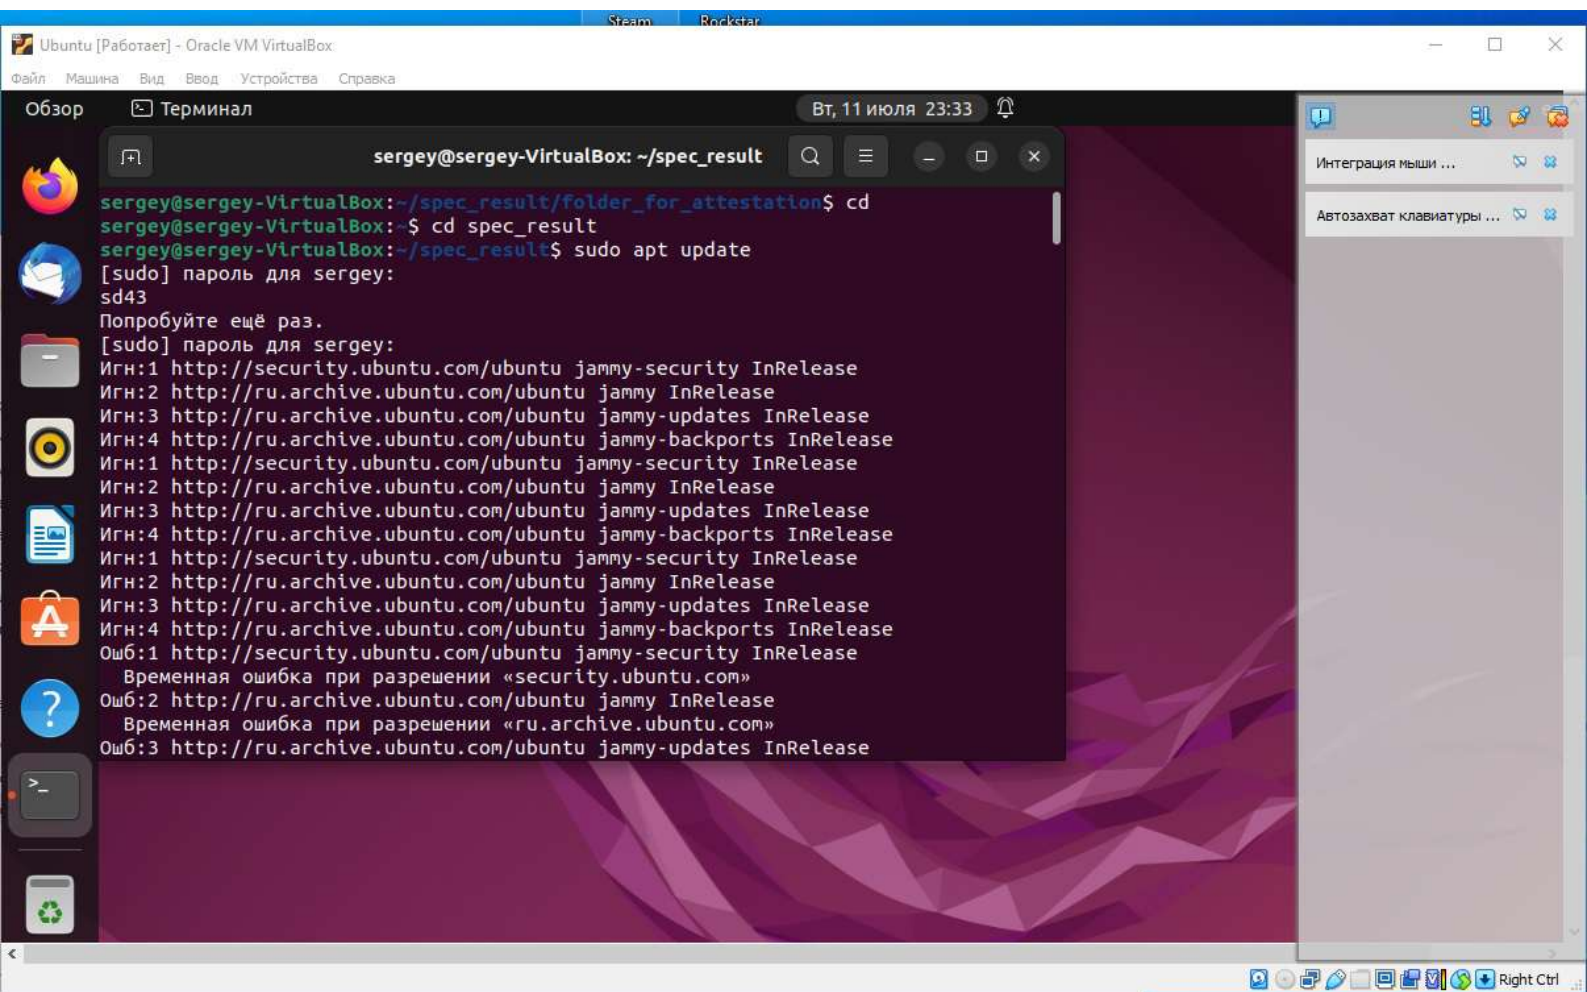 Steam Rockstar
Ubuntu [Работает] - Oracle VM VirtualBox
Файл Машина Вид Ввод Устройства Справка
Обзор Терминал Вт, 11 июля 23:33
sergey@sergey-VirtualBox: ~/spec_result
Интеграция мыши ...
Автозахват клавиатуры ...
sergey@sergey-VirtualBox:~/spec_result/folder_for_attestation$ cd
sergey@sergey-VirtualBox:~$ cd spec_result
sergey@sergey-VirtualBox:~/spec_result$ sudo apt update
[sudo] пароль для sergey:
sd43
Попробуйте ещё раз.
[sudo] пароль для sergey:
Игн:1 http://security.ubuntu.com/ubuntu jammy-security InRelease
Игн:2 http://ru.archive.ubuntu.com/ubuntu jammy InRelease
Игн:3 http://ru.archive.ubuntu.com/ubuntu jammy-updates InRelease
Игн:4 http://ru.archive.ubuntu.com/ubuntu jammy-backports InRelease
Игн:1 http://security.ubuntu.com/ubuntu jammy-security InRelease
Игн:2 http://ru.archive.ubuntu.com/ubuntu jammy InRelease
Игн:3 http://ru.archive.ubuntu.com/ubuntu jammy-updates InRelease
Игн:4 http://ru.archive.ubuntu.com/ubuntu jammy-backports InRelease
Игн:1 http://security.ubuntu.com/ubuntu jammy-security InRelease
Игн:2 http://ru.archive.ubuntu.com/ubuntu jammy InRelease
Игн:3 http://ru.archive.ubuntu.com/ubuntu jammy-updates InRelease
Игн:4 http://ru.archive.ubuntu.com/ubuntu jammy-backports InRelease
Ошб:1 http://security.ubuntu.com/ubuntu jammy-security InRelease
Временная ошибка при разрешении «security.ubuntu.com»
Ошб:2 http://ru.archive.ubuntu.com/ubuntu jammy InRelease
Временная ошибка при разрешении «ru.archive.ubuntu.com»
Ошб:3 http://ru.archive.ubuntu.com/ubuntu jammy-updates InRelease
Right Ctrl